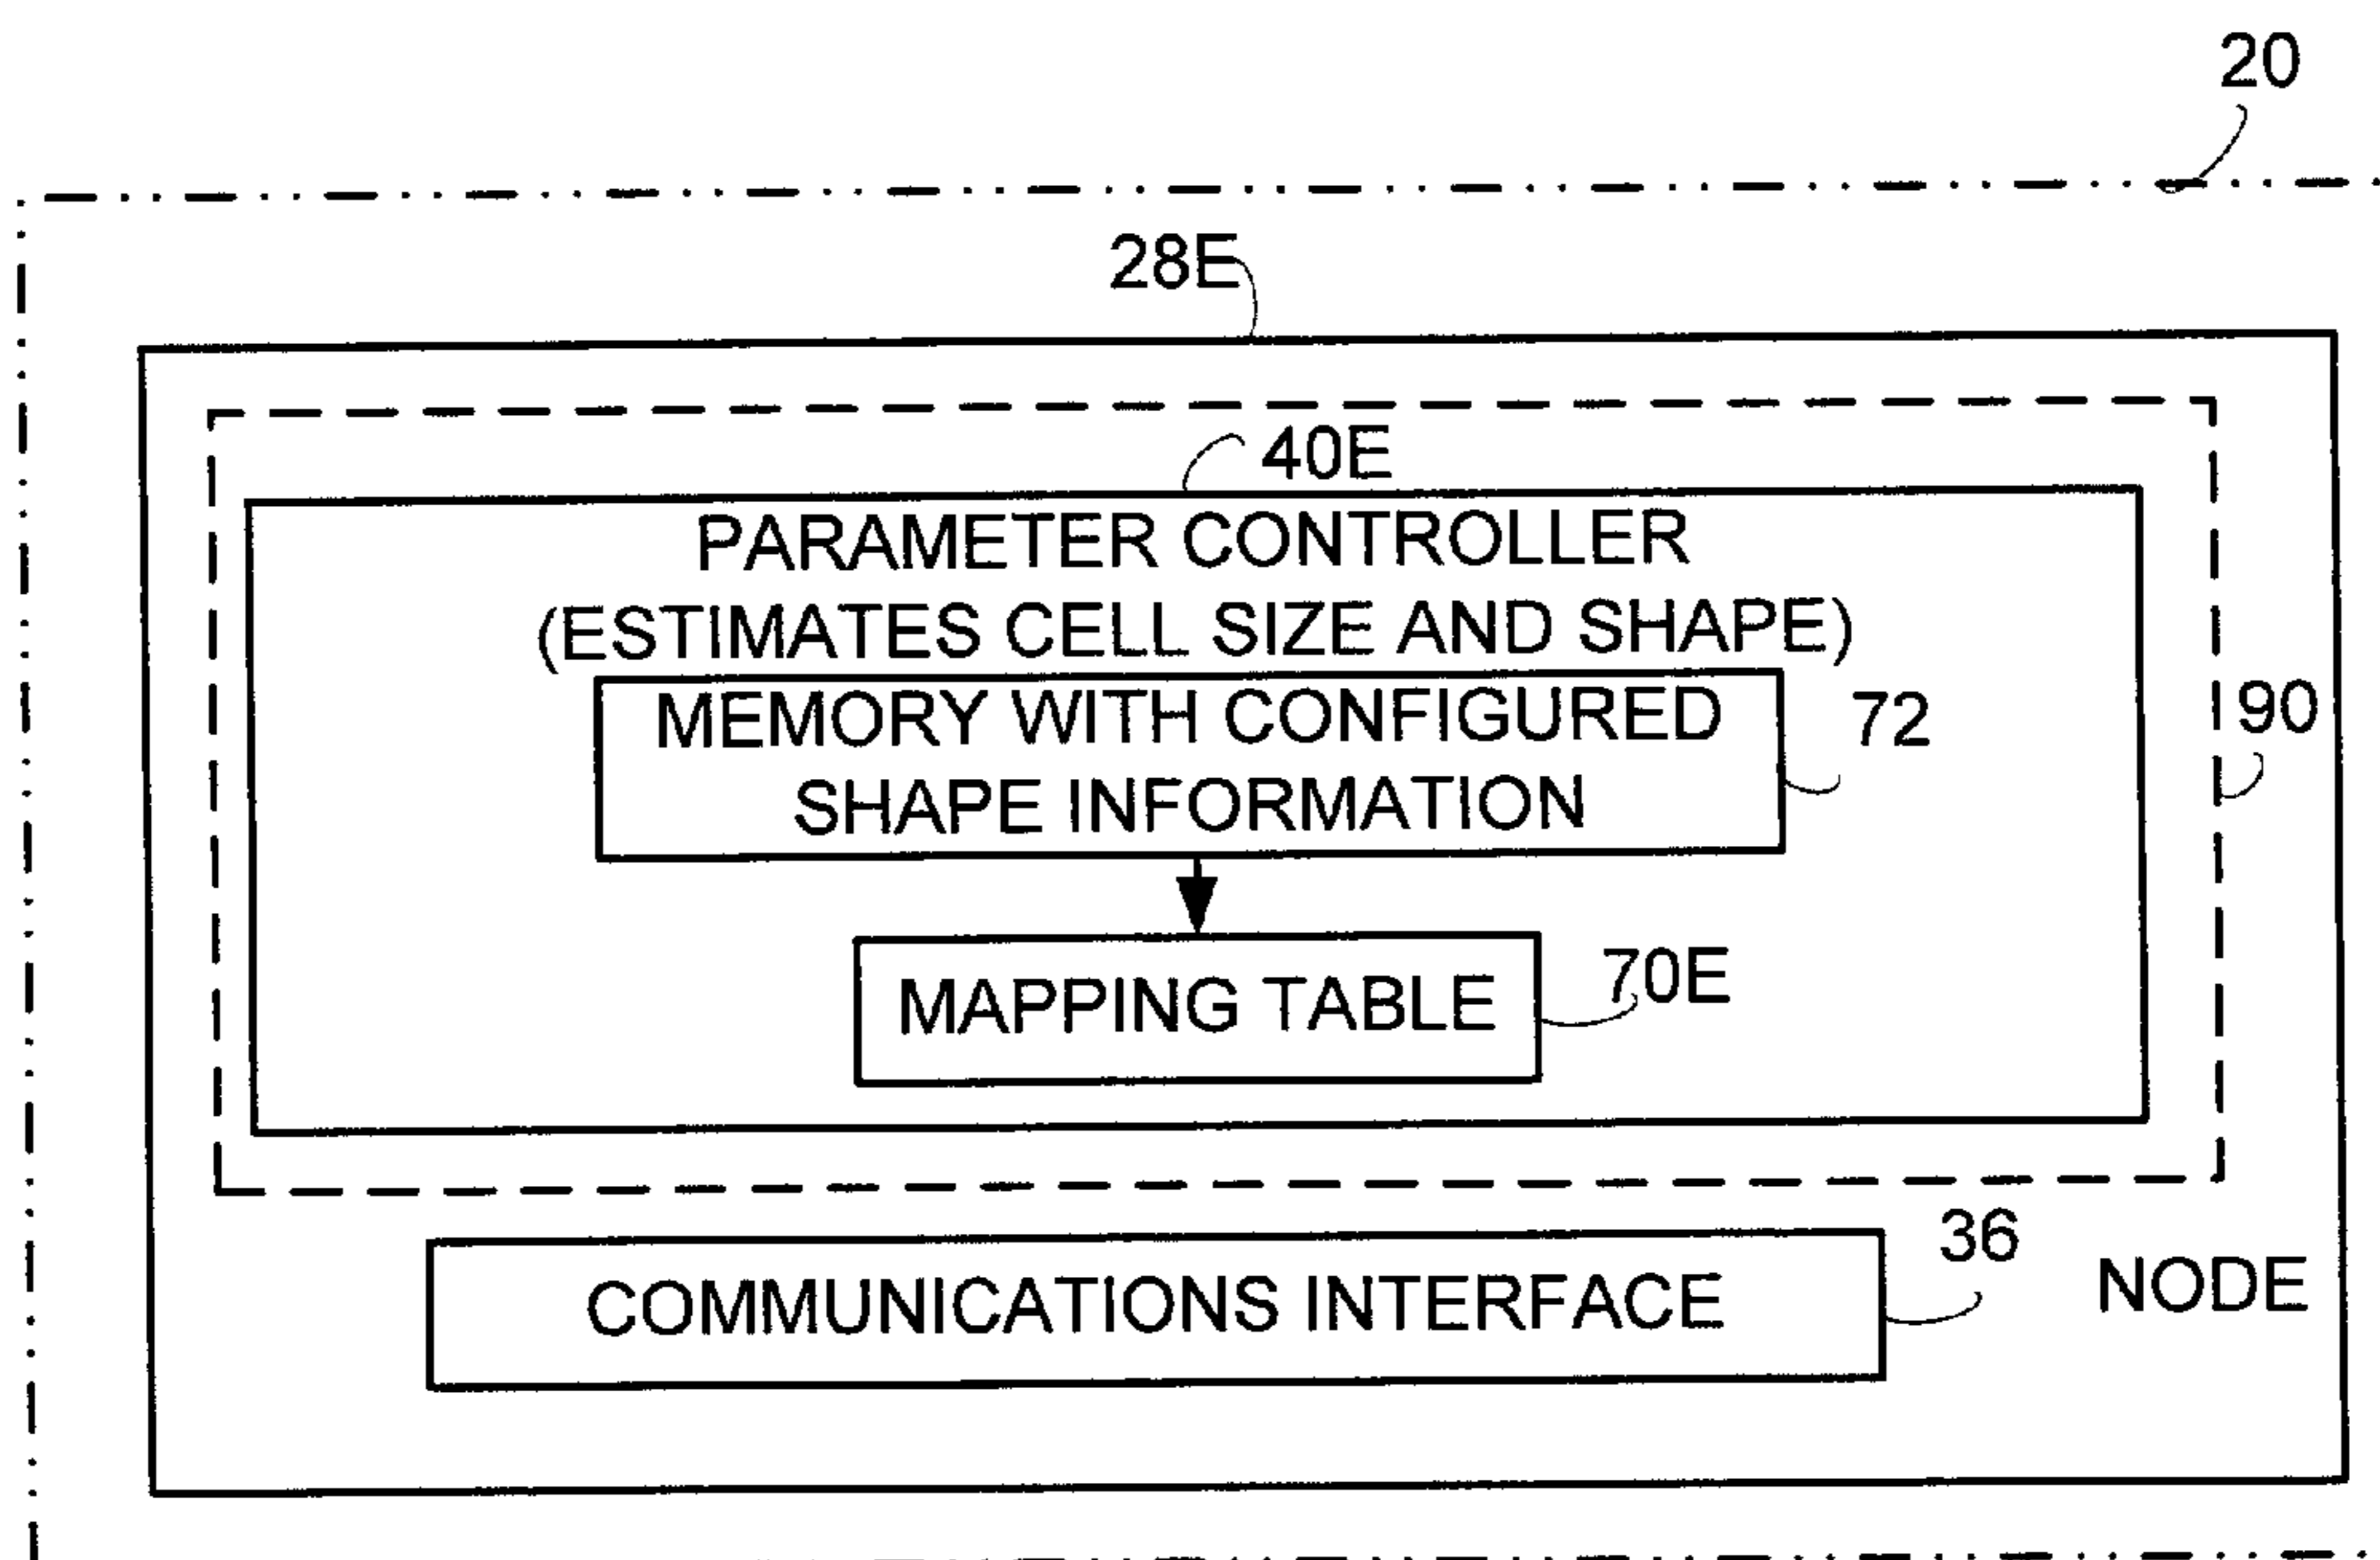 20
28E
40E
PARAMETER CONTROLLER
(ESTIMATES CELL SIZE AND SHAPE)
MEMORY WITH CONFIGURED
SHAPE INFORMATION
72
90
MAPPING TABLE
70E
COMMUNICATIONS INTERFACE
36
NODE